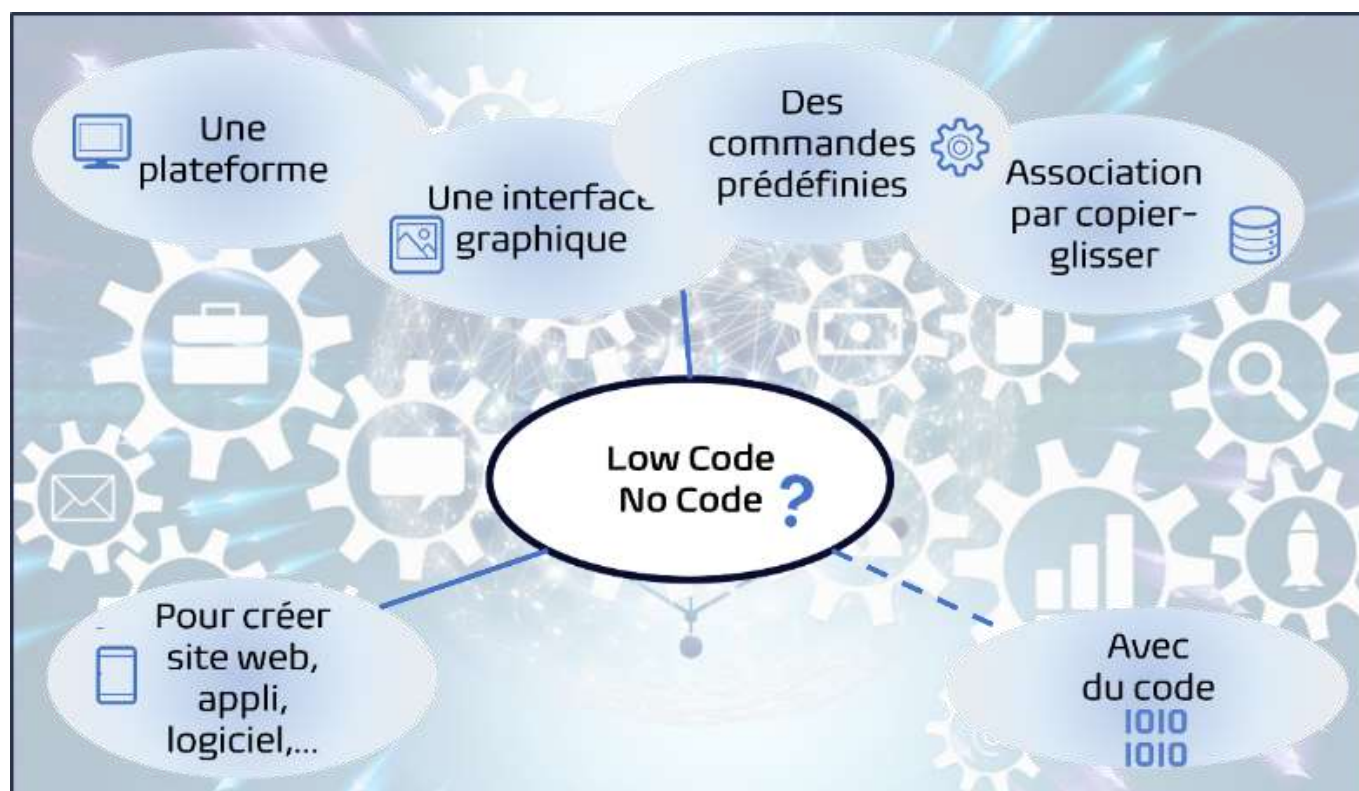 Une
plateforme
Une interface
graphique
Des
commandes
prédéfinies
Association
par copier-
glisser
Low Code
No Code ?
Pour créer
site web,
appli,
logiciel,...
Avec
du code
1010
1010